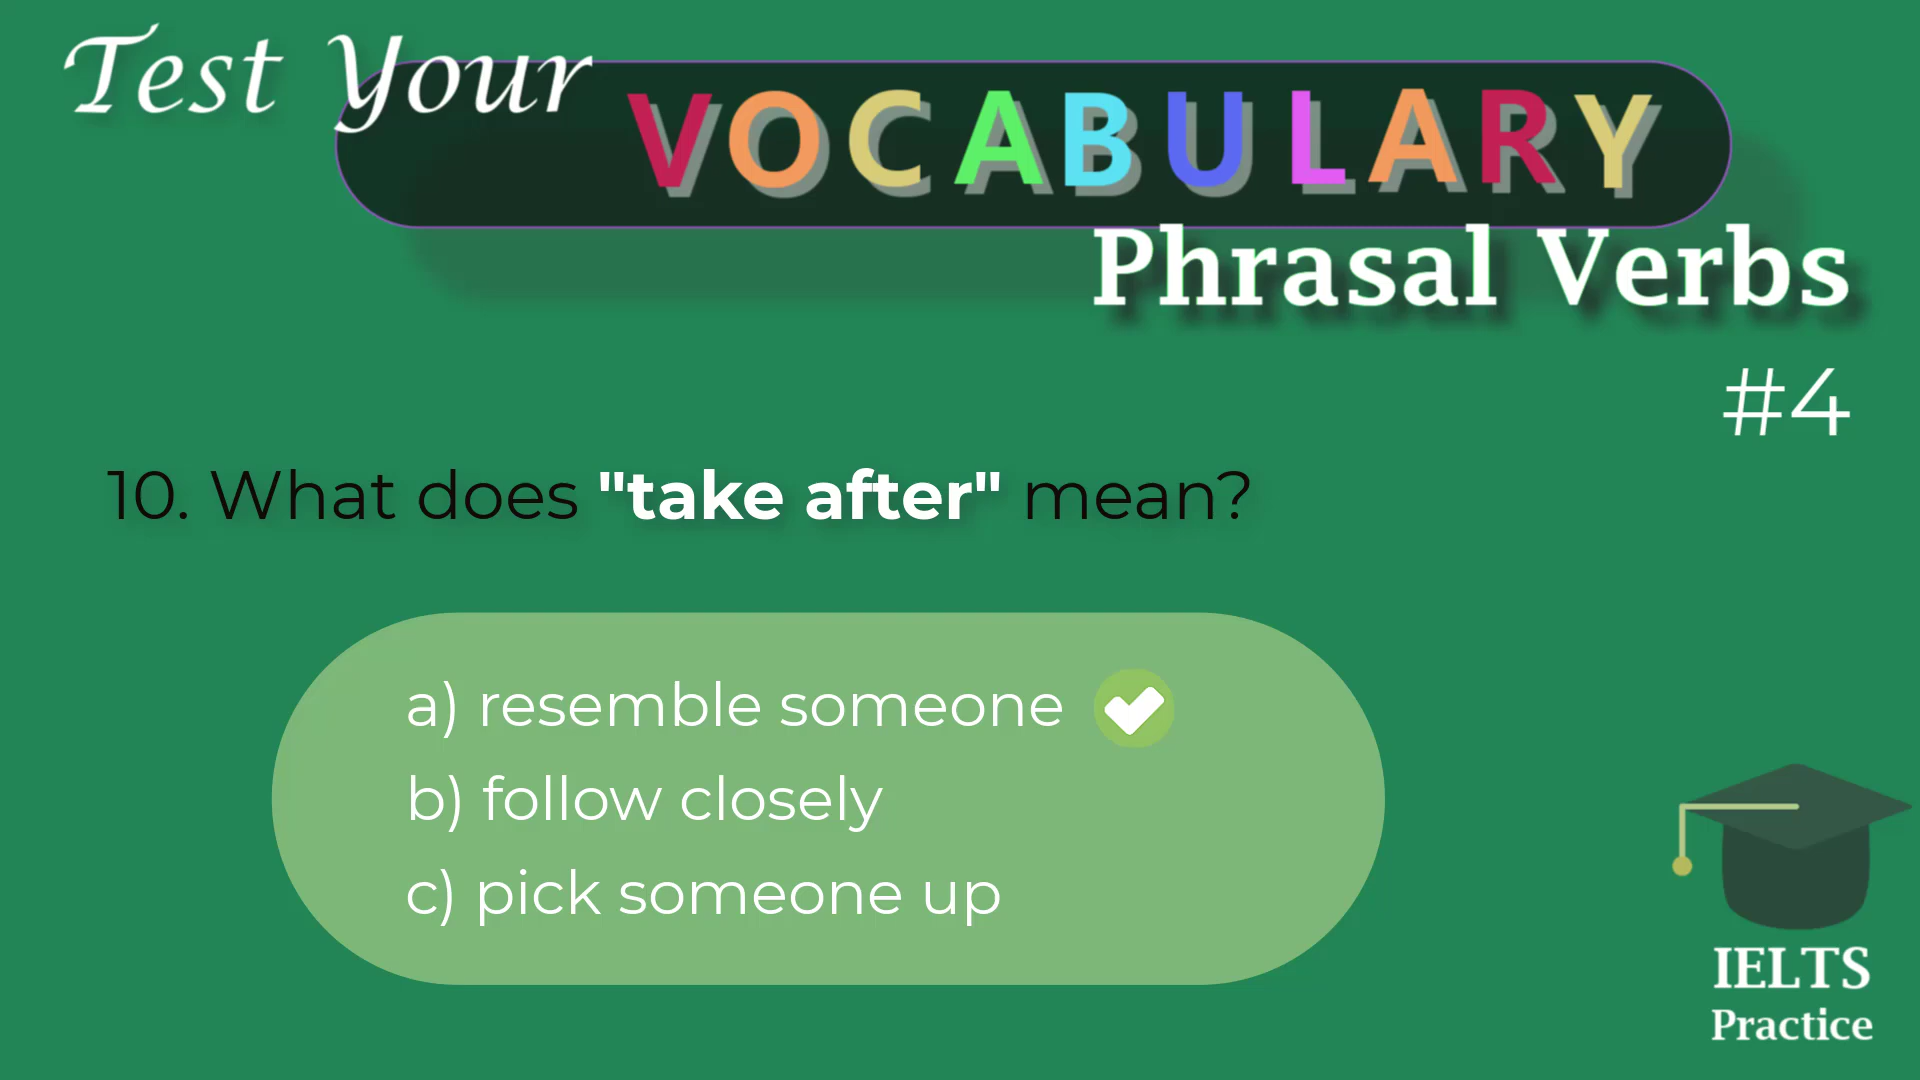 Test Your
VOCABULARY
Phrasal Verbs
#4
10. What does "take after" mean?
a) resemble someone
b) follow closely
c) pick someone up
IELTS
Practice